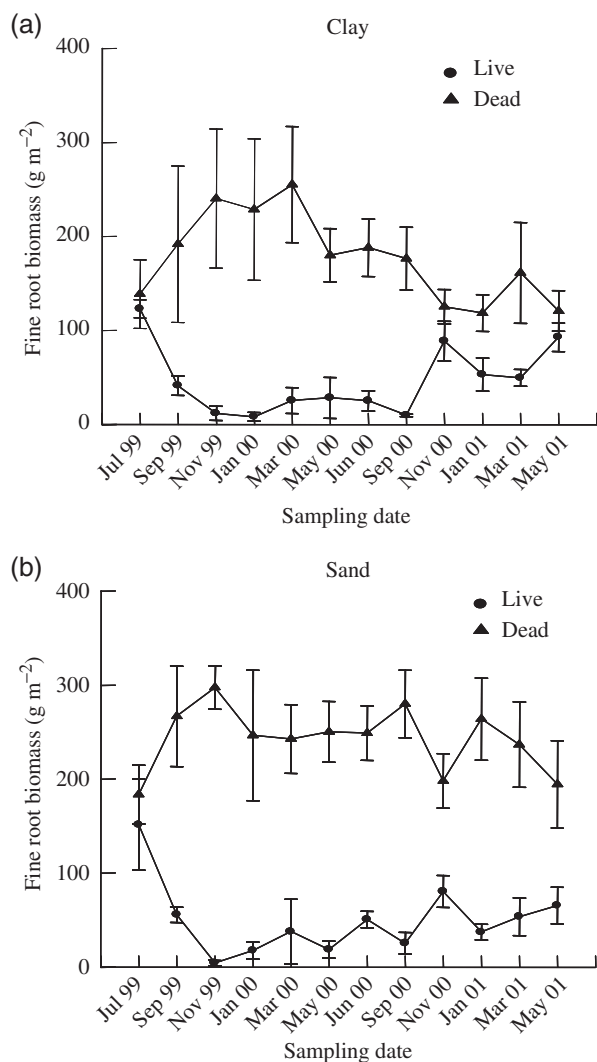 (a)
Clay
400
300
200
100
0
Fine root biomass (g m⁻²)
Live
Dead
Jul 99
Sep 99
Nov 99
Jan 00
Mar 00
May 00
Jun 00
Sep 00
Nov 00
Jan 01
Mar 01
May 01
Sampling date
(b)
Sand
400
300
200
100
0
Fine root biomass (g m⁻²)
Live
Dead
Jul 99
Sep 99
Nov 99
Jan 00
Mar 00
May 00
Jun 00
Sep 00
Nov 00
Jan 01
Mar 01
May 01
Sampling date